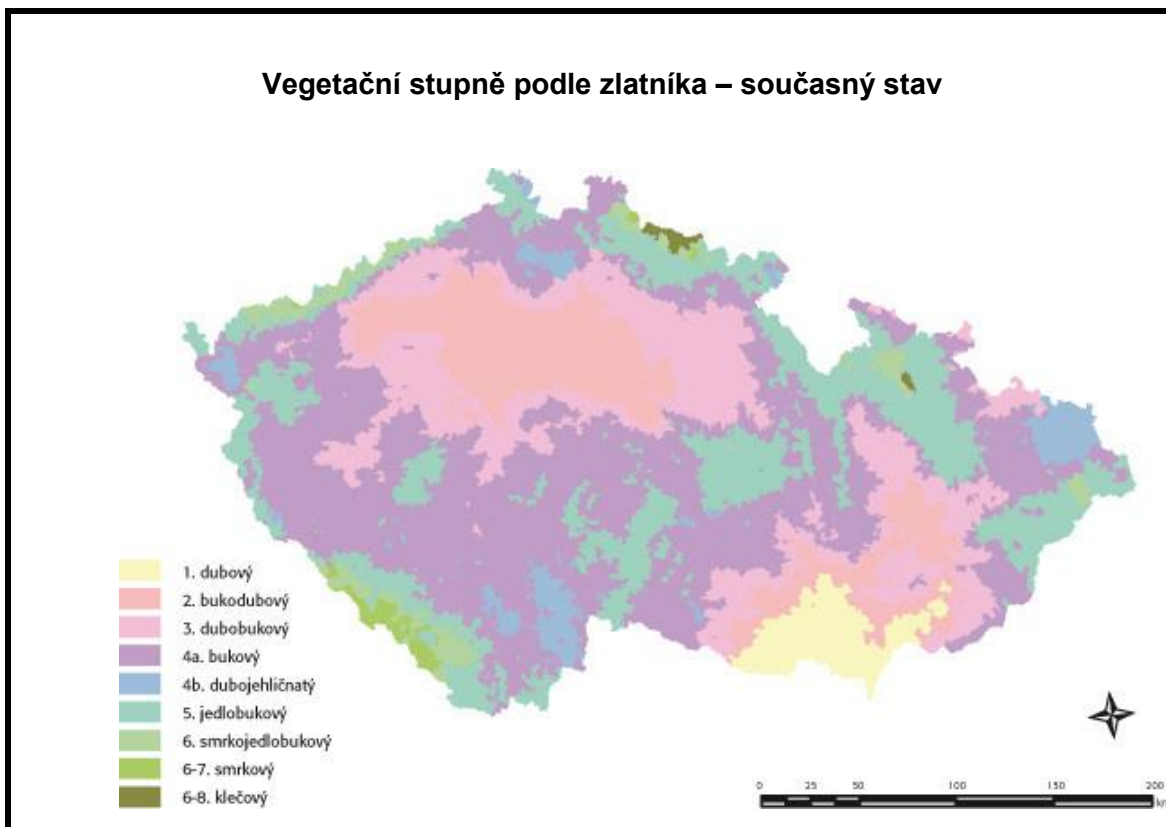 Vegetační stupně podle zlatníka – současný stav
1. dubový
2. bukodubový
3. dubobukový
4a. bukový
4b. dubojehličnatý
5. jedlobukový
6. smrkojedlobukový
6-7. smrkový
6-8. klečový
0 25 50 100 150 200
km